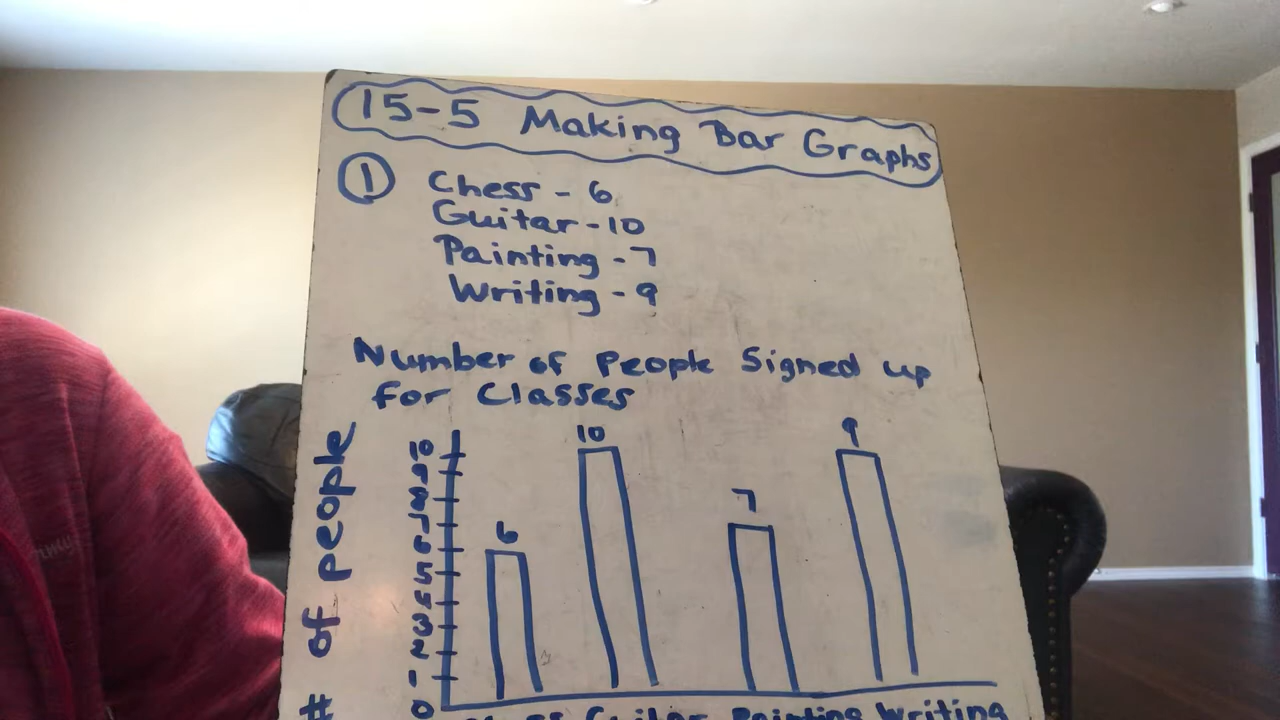 15-5 Making Bar Graphs
① Chess - 6
Guitar - 10
Painting - 7
Writing - 9
Number of People Signed up
for Classes
# of people
10
9
8
7
6
5
4
3
2
1
0
6
10
7
9
Chess Guitar Painting Writing